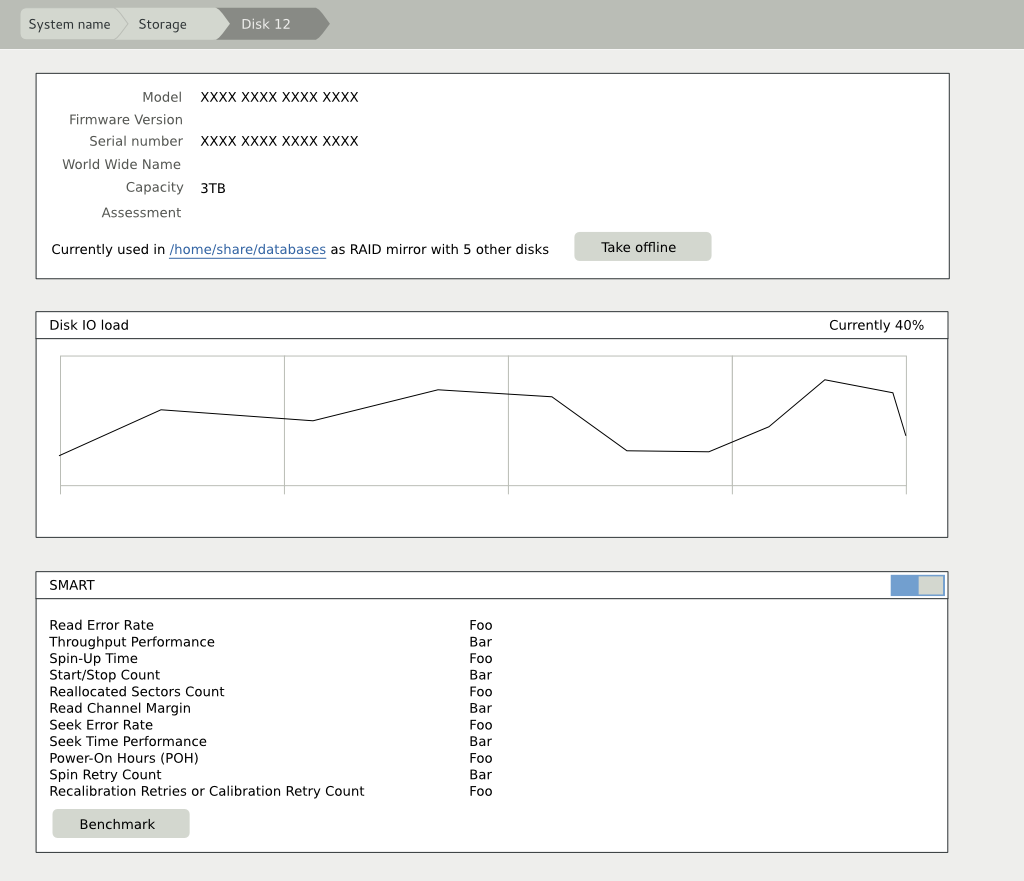 System name Storage Disk 12
Model XXXX XXXX XXXX XXXX
Firmware Version
Serial number XXXX XXXX XXXX XXXX
World Wide Name
Capacity 3TB
Assessment
Currently used in /home/share/databases as RAID mirror with 5 other disks Take offline
Disk IO load Currently 40%
SMART
Read Error Rate Foo
Throughput Performance Bar
Spin-Up Time Foo
Start/Stop Count Bar
Reallocated Sectors Count Foo
Read Channel Margin Bar
Seek Error Rate Foo
Seek Time Performance Bar
Power-On Hours (POH) Foo
Spin Retry Count Bar
Recalibration Retries or Calibration Retry Count Foo
Benchmark